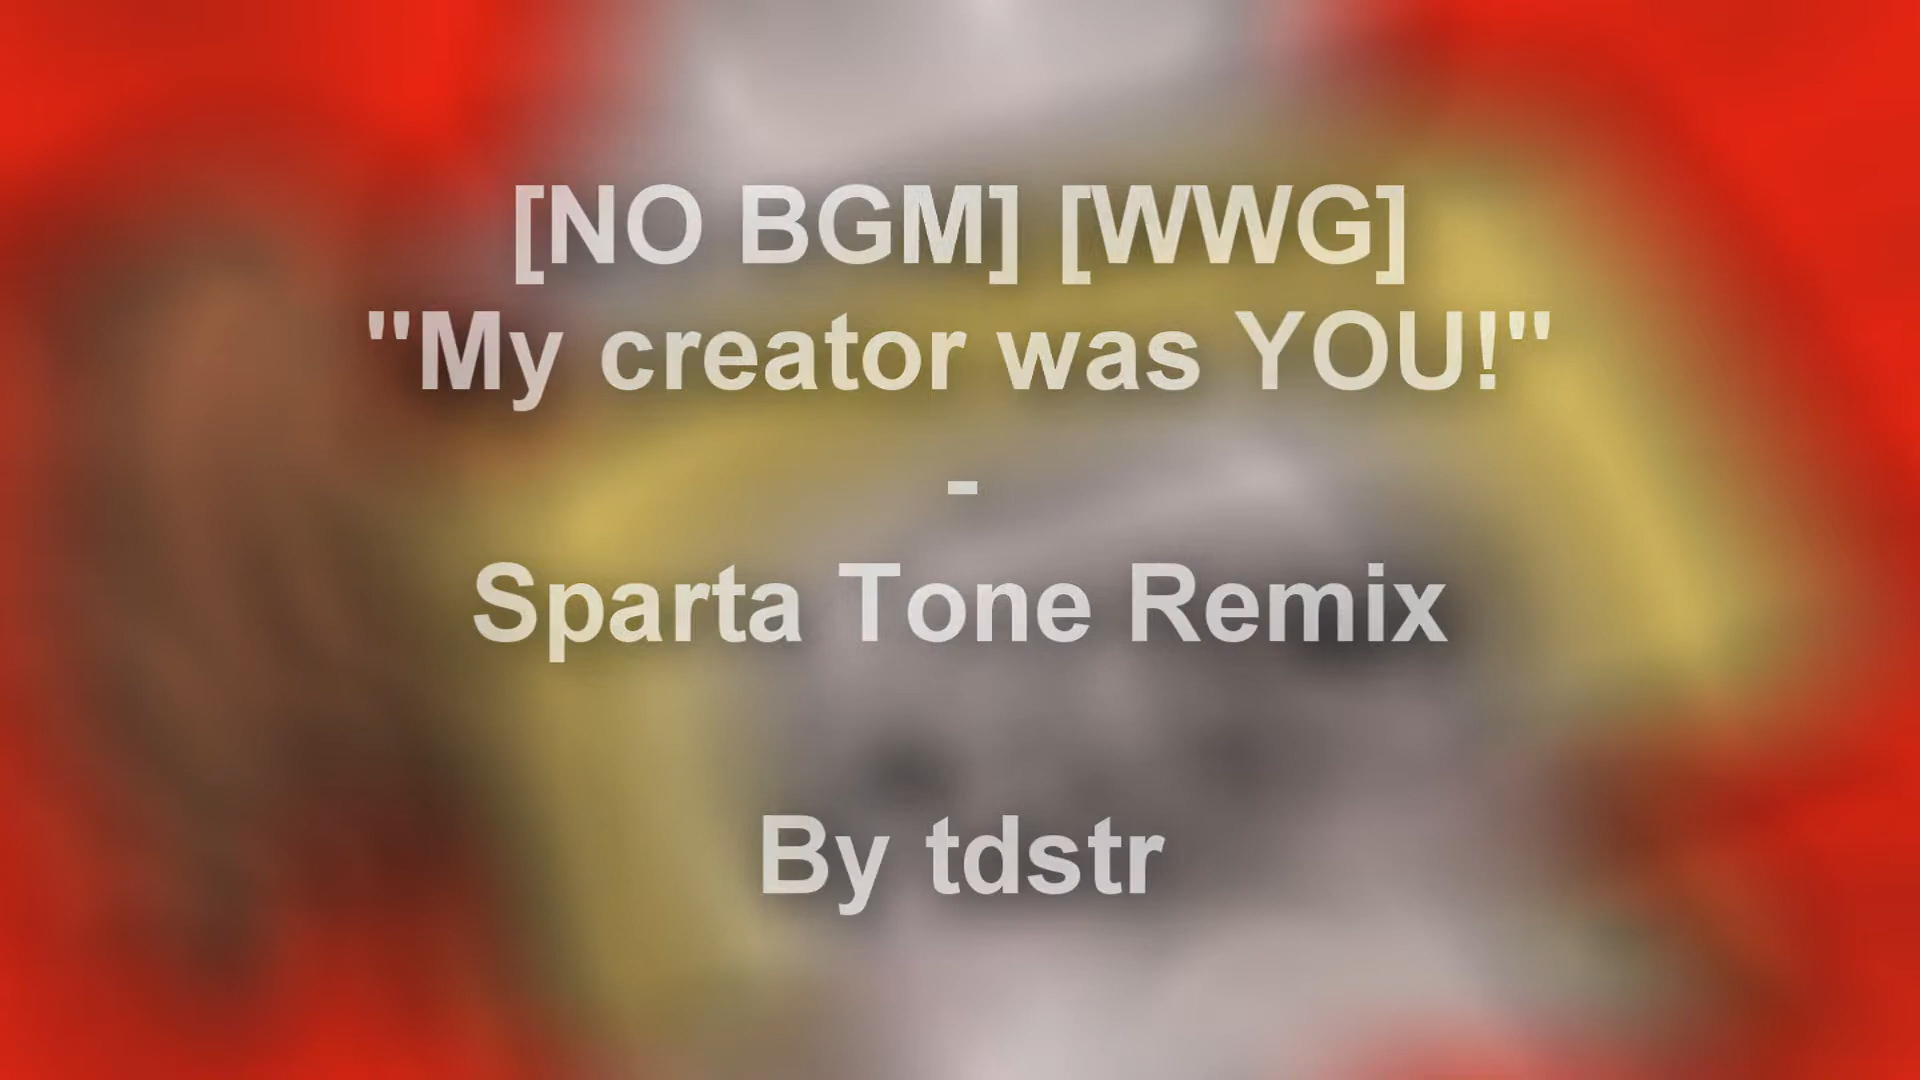 [NO BGM] [WWG]
"My creator was YOU!"
-
Sparta Tone Remix
By tdstr